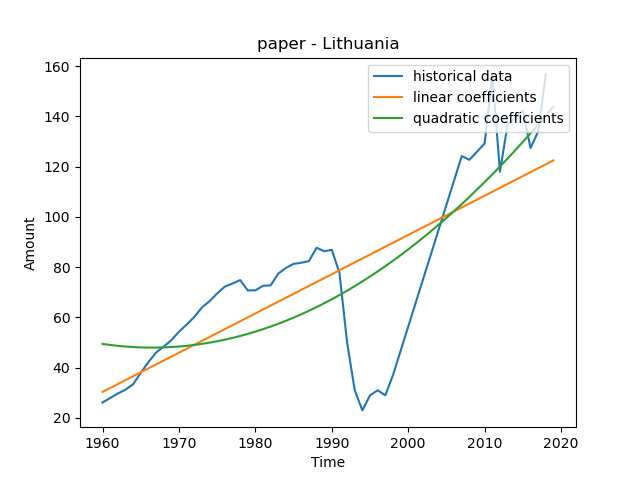 paper - Lithuania
historical data
linear coefficients
quadratic coefficients
160
140
120
100
80
60
40
20
Amount
1960
1970
1980
1990
2000
2010
2020
Time